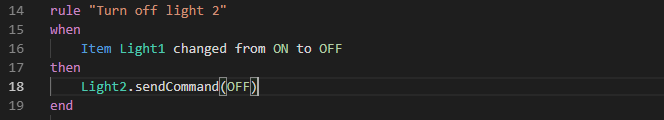 14 rule "Turn off light 2"
15 when
16 Item Light1 changed from ON to OFF
17 then
18 Light2.sendCommand(OFF)
19 end